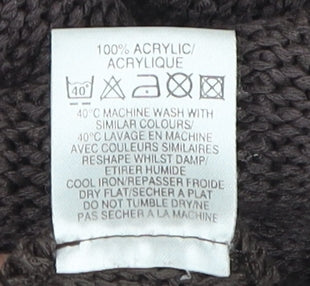 100% ACRYLIC/
ACRYLIQUE
40°
40°C MACHINE WASH WITH
SIMILAR COLOURS/
40°C LAVAGE EN MACHINE
AVEC COULEURS SIMILAIRES
RESHAPE WHILST DAMP/
ETIRER HUMIDE
COOL IRON/REPASSER FROIDE
DRY FLAT/SECHER A PLAT
DO NOT TUMBLE DRY/NE
PAS SECHER A LA MACHINE